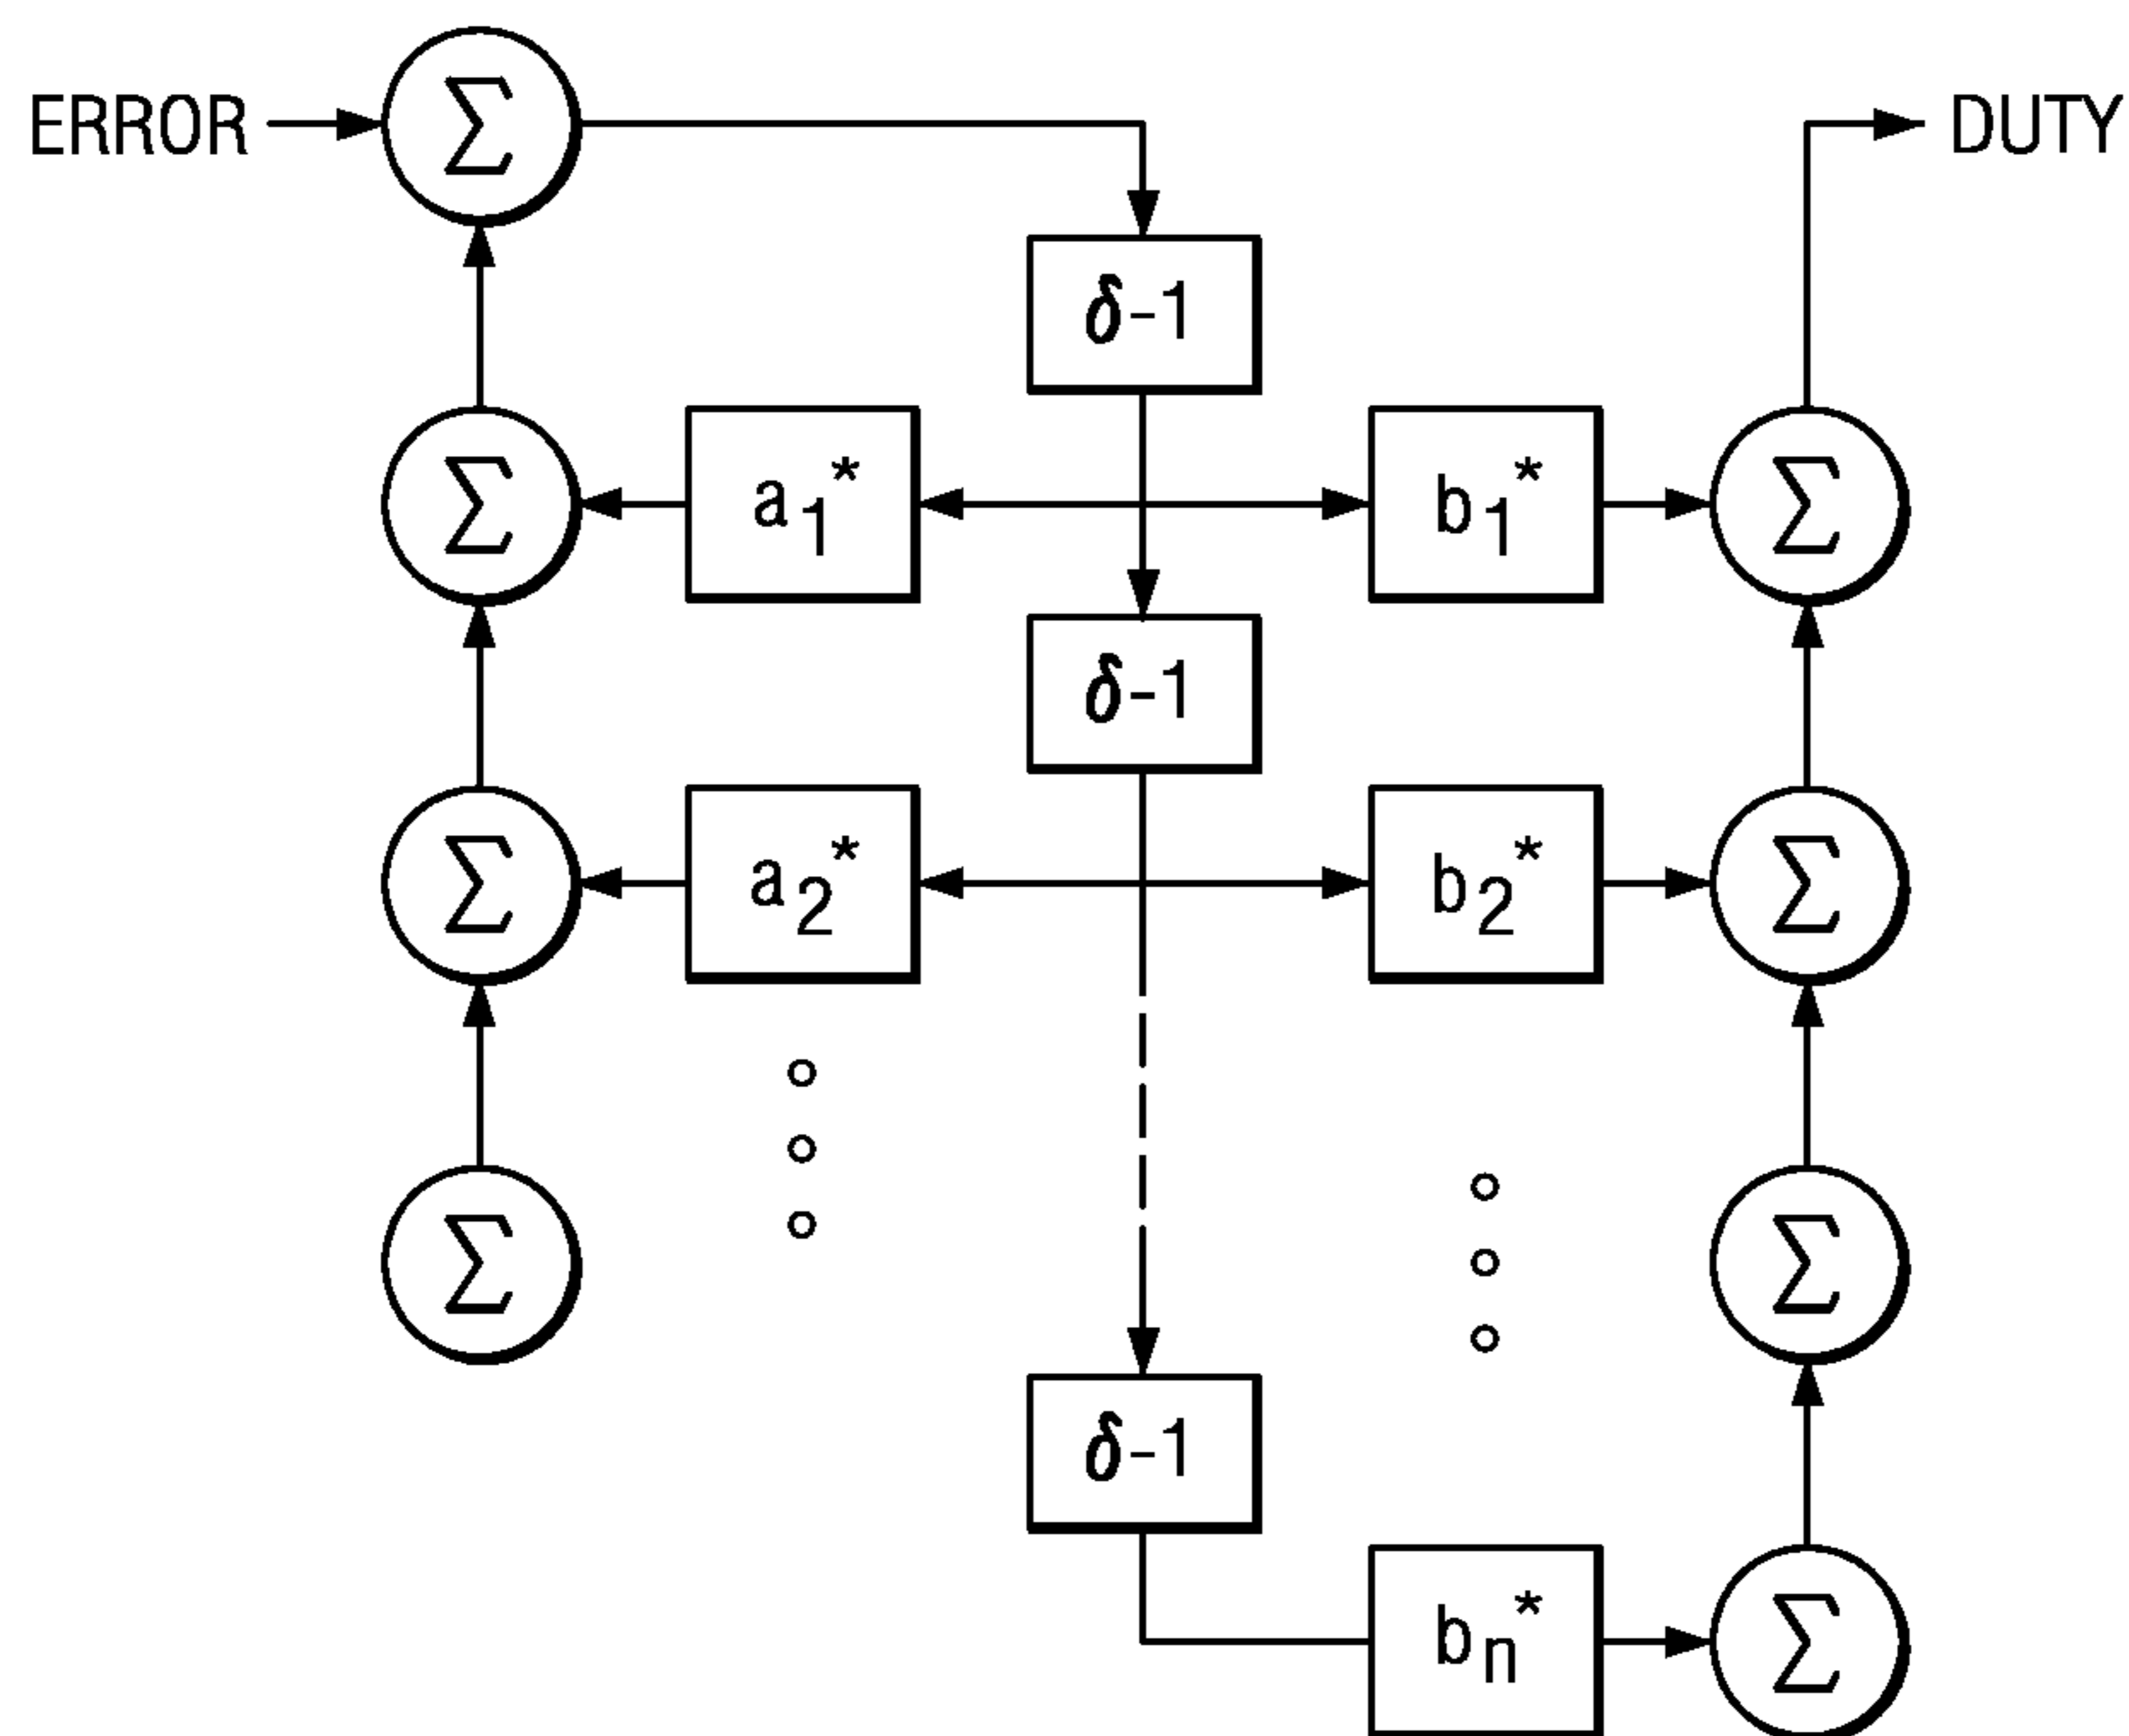 ERROR Σ DUTY
δ-1
Σ a1* b1* Σ
δ-1
Σ a2* b2* Σ
Σ Σ
δ-1
bn* Σ